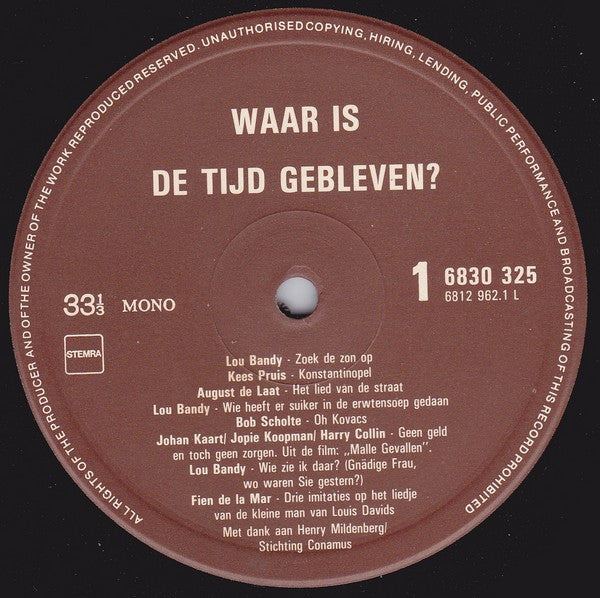 ALL RIGHTS OF THE PRODUCER AND OF THE OWNER OF THE WORK REPRODUCED RESERVED. UNAUTHORISED COPYING, HIRING, LENDING, PUBLIC PERFORMANCE AND BROADCASTING OF THIS RECORD PROHIBITED
WAAR IS
DE TIJD GEBLEVEN?
33⅓ MONO
STEMRA
1 6830 325
6812 962.1 L
Lou Bandy - Zoek de zon op
Kees Pruis - Konstantinopel
August de Laat - Het lied van de straat
Lou Bandy - Wie heeft er suiker in de erwtensoep gedaan
Bob Scholte - Oh Kovacs
Johan Kaart/ Jopie Koopman/ Harry Collin - Geen geld
en toch geen zorgen. Uit de film: „Malle Gevallen".
Lou Bandy - Wie zie ik daar? (Gnädige Frau,
wo waren Sie gestern?)
Fien de la Mar - Drie imitaties op het liedje
van de kleine man van Louis Davids
Met dank aan Henry Mildenberg/
Stichting Conamus